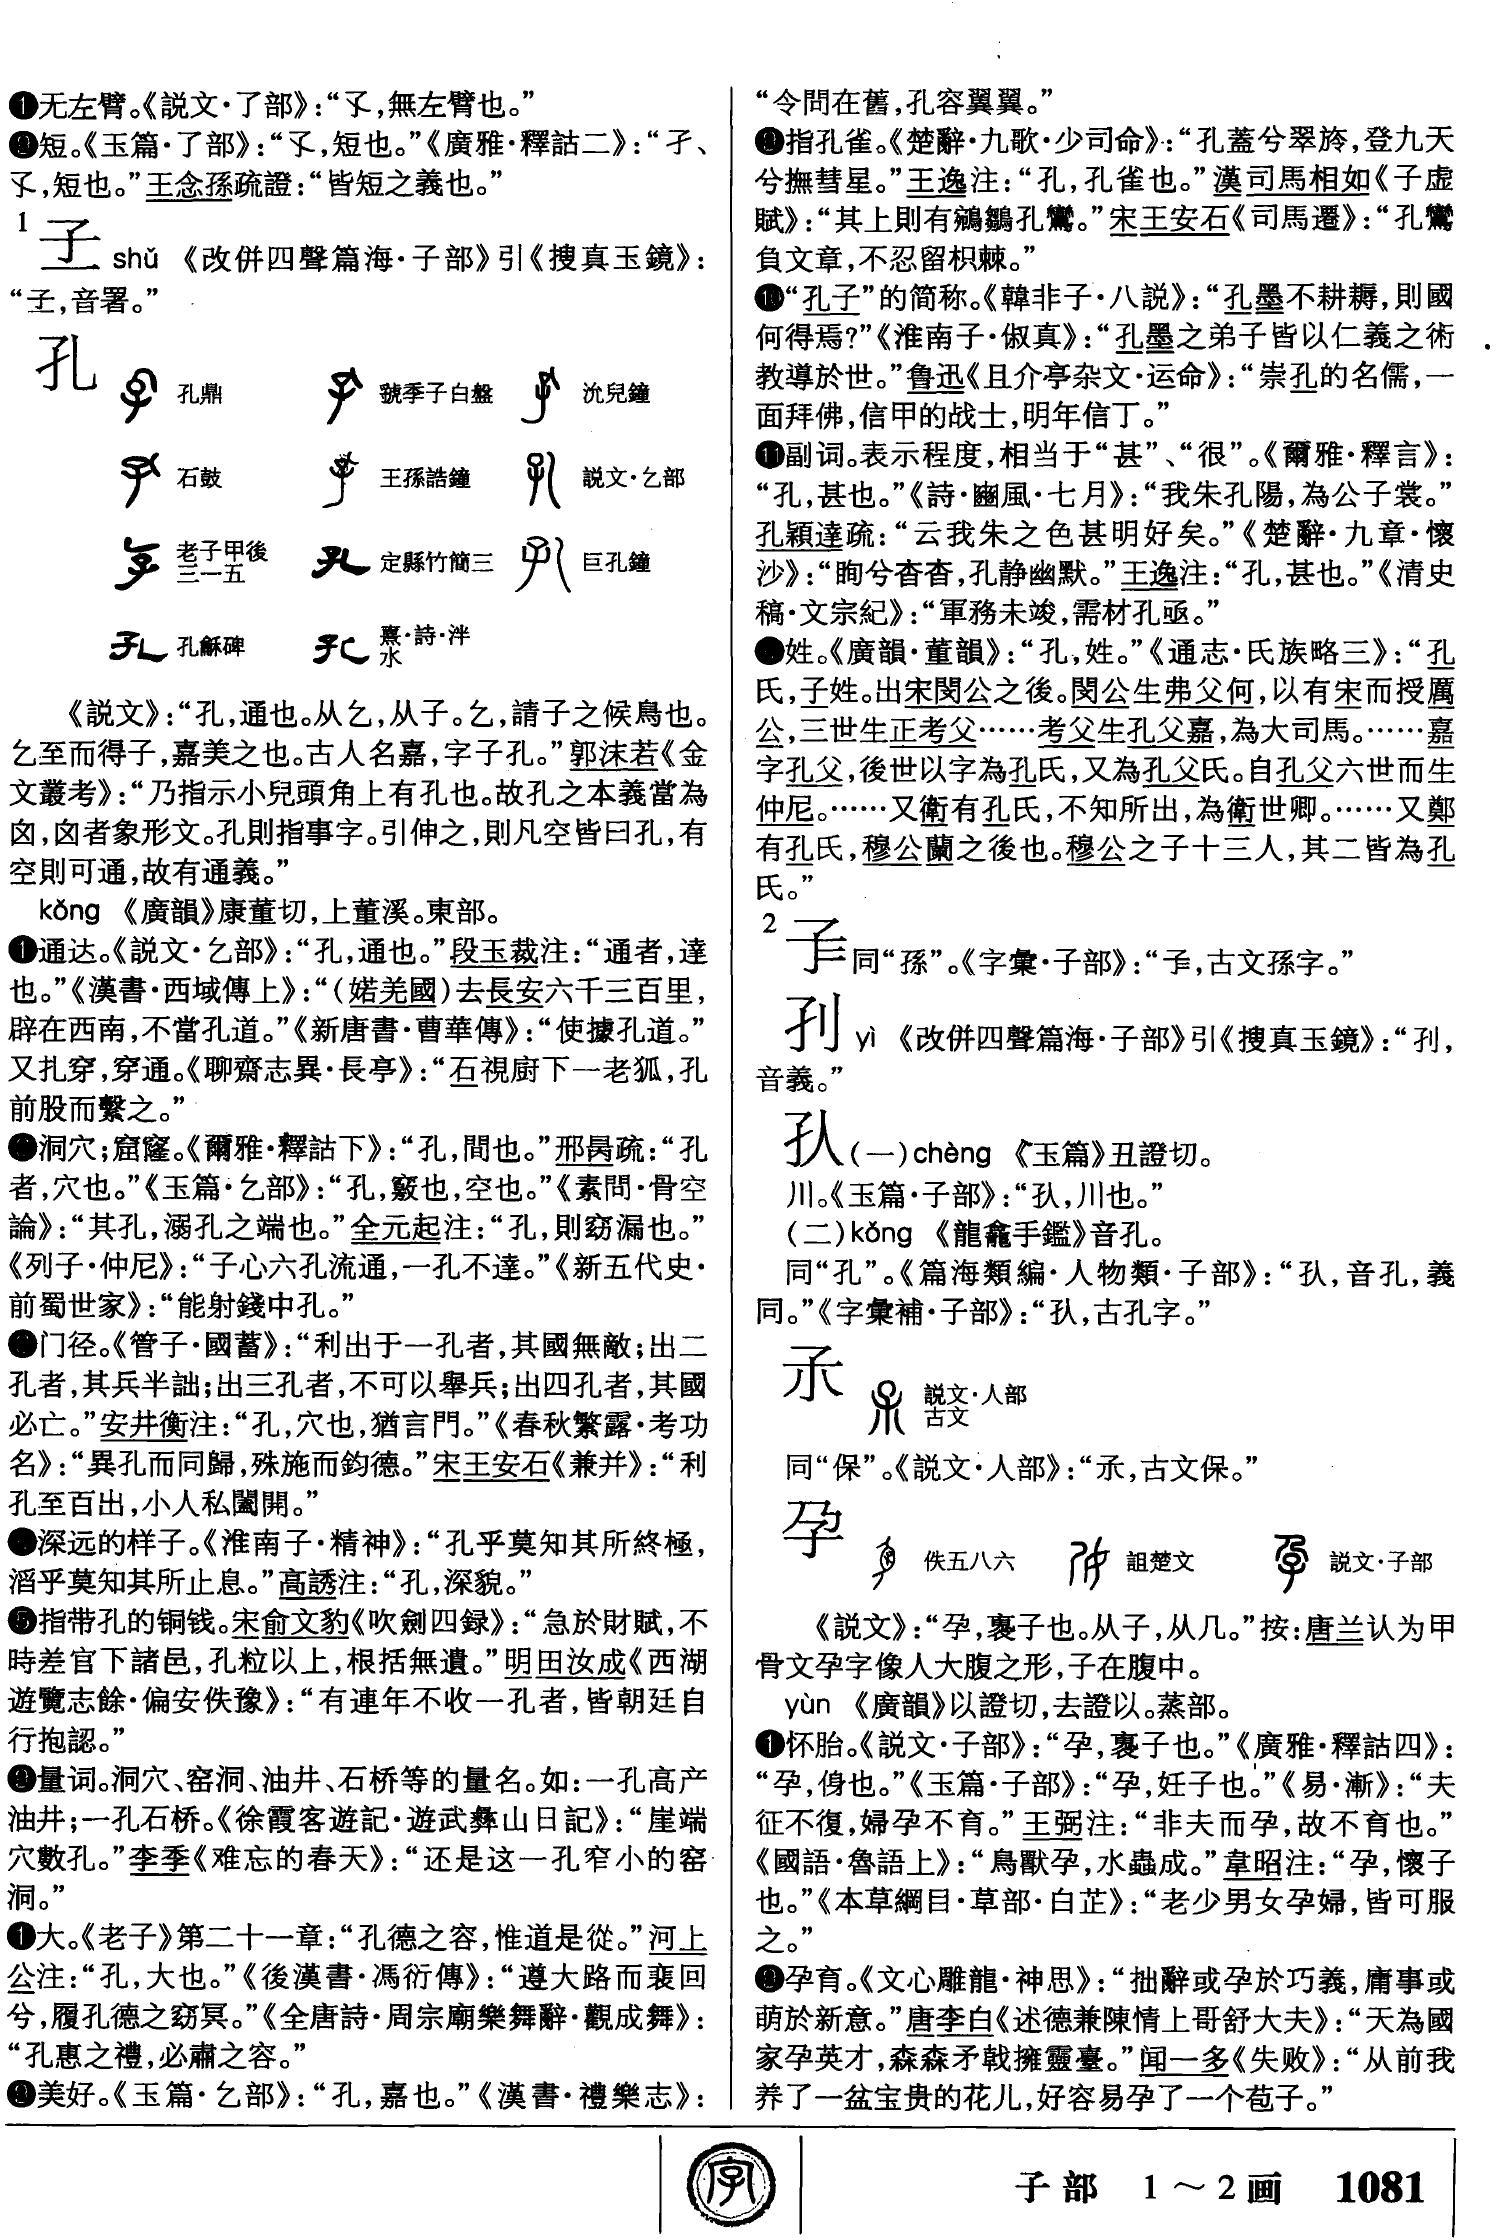 ❶无左臂。《説文·了部》：“孓，無左臂也。”
❷短。《玉篇·了部》：“孓，短也。”《廣雅·釋詁二》：“孑、
孓，短也。”王念孫疏證：“皆短之義也。”
1
shǔ 《改併四聲篇海·子部》引《搜真玉鏡》：
音署。”
孔
孔鼎 虢季子白盤 沇兒鐘
石鼓 王孫誥鐘 説文·乞部
老子甲後 定縣竹簡三 巨孔鐘
三一五
孔龢碑 熹·詩·泮
水
《説文》：“孔，通也。从乞，从子。乞，請子之候鳥也。
乞至而得子，嘉美之也。古人名嘉，字子孔。”郭沫若《金
文叢考》：“乃指示小兒頭角上有孔也。故孔之本義當為
囟，囟者象形文。孔則指事字。引伸之，則凡空皆曰孔，有
空則可通，故有通義。”
kǒng 《廣韻》康董切，上董溪。東部。
❶通达。《説文·乞部》：“孔，通也。”段玉裁注：“通者，達
也。”《漢書·西域傳上》：“（婼羌國）去長安六千三百里，
辟在西南，不當孔道。”《新唐書·曹華傳》：“使據孔道。”
又扎穿，穿通。《聊齋志異·長亭》：“石視厨下一老狐，孔
前股而繫之。”
❷洞穴；窟窿。《爾雅·釋詁下》：“孔，間也。”邢昺疏：“孔
者，穴也。”《玉篇·乞部》：“孔，竅也，空也。”《素問·骨空
論》：“其孔，溺孔之端也。”全元起注：“孔，則窈漏也。”
《列子·仲尼》：“子心六孔流通，一孔不達。”《新五代史·
前蜀世家》：“能射錢中孔。”
❸门径。《管子·國蓄》：“利出于一孔者，其國無敵；出二
孔者，其兵半詘；出三孔者，不可以舉兵；出四孔者，其國
必亡。”安井衡注：“孔，穴也，猶言門。”《春秋繁露·考功
名》：“異孔而同歸，殊施而鈞德。”宋王安石《兼并》：“利
孔至百出，小人私闔開。”
❹深远的样子。《淮南子·精神》：“孔乎莫知其所終極，
滔乎莫知其所止息。”高誘注：“孔，深貌。”
❺指带孔的铜钱。宋俞文豹《吹劍四録》：“急於財賦，不
時差官下諸邑，孔粒以上，根括無遺。”明田汝成《西湖
遊覽志餘·偏安佚豫》：“有連年不收一孔者，皆朝廷自
行抱認。”
❻量词。洞穴、窑洞、油井、石桥等的量名。如：一孔高产
油井；一孔石桥。《徐霞客遊記·遊武彝山日記》：“崖端
穴數孔。”李季《难忘的春天》：“还是这一孔窄小的窑
洞。”
❼大。《老子》第二十一章：“孔德之容，惟道是從。”河上
公注：“孔，大也。”《後漢書·馮衍傳》：“遵大路而裵回
兮，履孔德之窈冥。”《全唐詩·周宗廟樂舞辭·觀成舞》：
“孔惠之禮，必肅之容。”
❽美好。《玉篇·乞部》：“孔，嘉也。”《漢書·禮樂志》：
“令問在舊，孔容翼翼。”
❾指孔雀。《楚辭·九歌·少司命》：“孔蓋兮翠旍，登九天
兮撫彗星。”王逸注：“孔，孔雀也。”漢司馬相如《子虚
賦》：“其上則有鵷鶵孔鸞。”宋王安石《司馬遷》：“孔鸞
負文章，不忍留枳棘。”
❿“孔子”的简称。《韓非子·八説》：“孔墨不耕耨，則國
何得焉?”《淮南子·俶真》：“孔墨之弟子皆以仁義之術
教導於世。”鲁迅《且介亭杂文·运命》：“崇孔的名儒，一
面拜佛，信甲的战士，明年信丁。”
⓫副词。表示程度，相当于“甚”、“很”。《爾雅·釋言》：
“孔，甚也。”《詩·豳風·七月》：“我朱孔陽，為公子裳。”
孔穎達疏：“云我朱之色甚明好矣。”《楚辭·九章·懷
沙》：“眴兮杳杳，孔静幽默。”王逸注：“孔，甚也。”《清史
稿·文宗紀》：“軍務未竣，需材孔亟。”
⓬姓。《廣韻·董韻》：“孔，姓。”《通志·氏族略三》：“孔
氏，子姓。出宋閔公之後。閔公生弗父何，以有宋而授厲
公，三世生正考父……考父生孔父嘉，為大司馬。……嘉
字孔父，後世以字為孔氏，又為孔父氏。自孔父六世而生
仲尼。……又衛有孔氏，不知所出，為衛世卿。……又鄭
有孔氏，穆公蘭之後也。穆公之子十三人，其二皆為孔
氏。”
2
同“孫”。《字彙·子部》：古文孫字。”
yì 《改併四聲篇海·子部》引《搜真玉鏡》：
音義。”
㺵
（一）chèng 《玉篇》丑證切。
川。《玉篇·子部》：川也。”
（二）kǒng 《龍龕手鑑》音孔。
同“孔”。《篇海類編·人物類·子部》：音孔，義
同。”《字彙補·子部》：古孔字。”
㞴 説文·人部
古文
同“保”。《説文·人部》：古文保。”
孕
佚五八六 詛楚文 説文·子部
《説文》：“孕，裹子也。从子，从几。”按：唐兰认为甲
骨文孕字像人大腹之形，子在腹中。
yùn 《廣韻》以證切，去證以。蒸部。
❶怀胎。《説文·子部》：“孕，裹子也。”《廣雅·釋詁四》：
“孕，㑗也。”《玉篇·子部》：“孕，妊子也。”《易·漸》：“夫
征不復，婦孕不育。”王弼注：“非夫而孕，故不育也。”
《國語·魯語上》：“鳥獸孕，水蟲成。”韋昭注：“孕，懷子
也。”《本草綱目·草部·白芷》：“老少男女孕婦，皆可服
之。”
❷孕育。《文心雕龍·神思》：“拙辭或孕於巧義，庸事或
萌於新意。”唐李白《述德兼陳情上哥舒大夫》：“天為國
家孕英才，森森矛戟擁靈臺。”闻一多《失败》：“从前我
养了一盆宝贵的花儿，好容易孕了一个苞子。”
字
子部 1～2画 1081